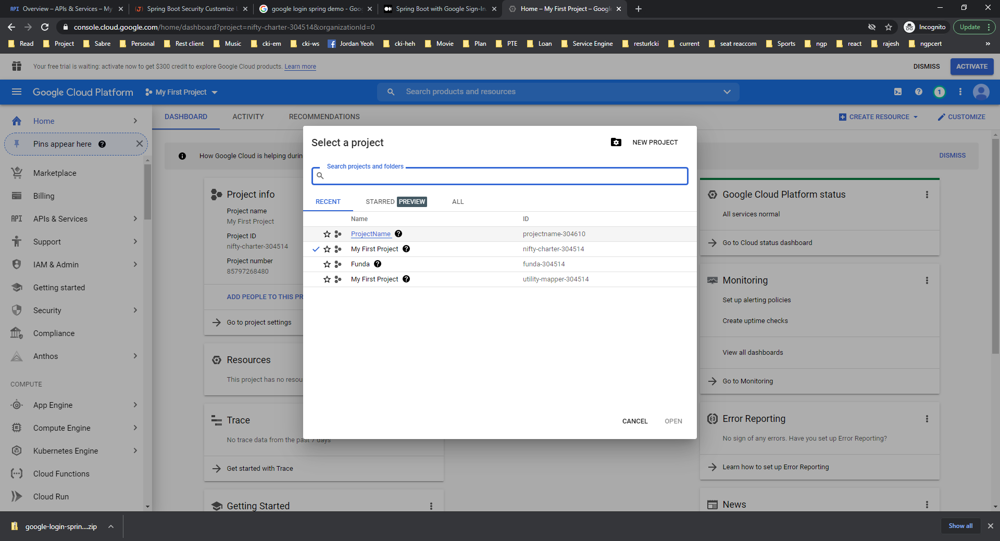 API Overview – APIs & Services – My
Spring Boot Security Customize L
google login spring demo - Goog
Spring Boot with Google Sign-In.
Home – My First Project – Google
console.cloud.google.com/home/dashboard?project=nifty-charter-304514&organizationId=0
Incognito
Update
Read
Project
Sabre
Personal
Rest client
Music
cki-em
cki-ws
Jordan Yeoh
cki-heh
Movie
Plan
PTE
Loan
Service Engine
resturlcki
current
seat reaccom
Sports
ngp
react
rajesh
ngpcert
»
Your free trial is waiting: activate now to get $300 credit to explore Google Cloud products. Learn more
DISMISS
ACTIVATE
Google Cloud Platform
My First Project
Search products and resources
1
Home
Pins appear here
Marketplace
Billing
API APIs & Services
Support
IAM & Admin
Getting started
Security
Compliance
Anthos
COMPUTE
App Engine
Compute Engine
Kubernetes Engine
Cloud Functions
Cloud Run
DASHBOARD
ACTIVITY
RECOMMENDATIONS
CREATE RESOURCE
CUSTOMIZE
How Google Cloud is helping durin
DISMISS
Project info
Project name
My First Project
Project ID
nifty-charter-304514
Project number
85797268480
ADD PEOPLE TO THIS PR
Go to project settings
Resources
This project has no resou
Trace
No trace data from the past 7 days
Get started with Trace
Getting Started
Select a project
NEW PROJECT
Search projects and folders
RECENT
STARRED PREVIEW
ALL
Name ID
ProjectName projectname-304610
My First Project nifty-charter-304514
Funda funda-304514
My First Project utility-mapper-304514
CANCEL
OPEN
Google Cloud Platform status
All services normal
Go to Cloud status dashboard
Monitoring
Set up alerting policies
Create uptime checks
View all dashboards
Go to Monitoring
Error Reporting
No sign of any errors. Have you set up Error Reporting?
Learn how to set up Error Reporting
News
google-login-sprin....zip
Show all